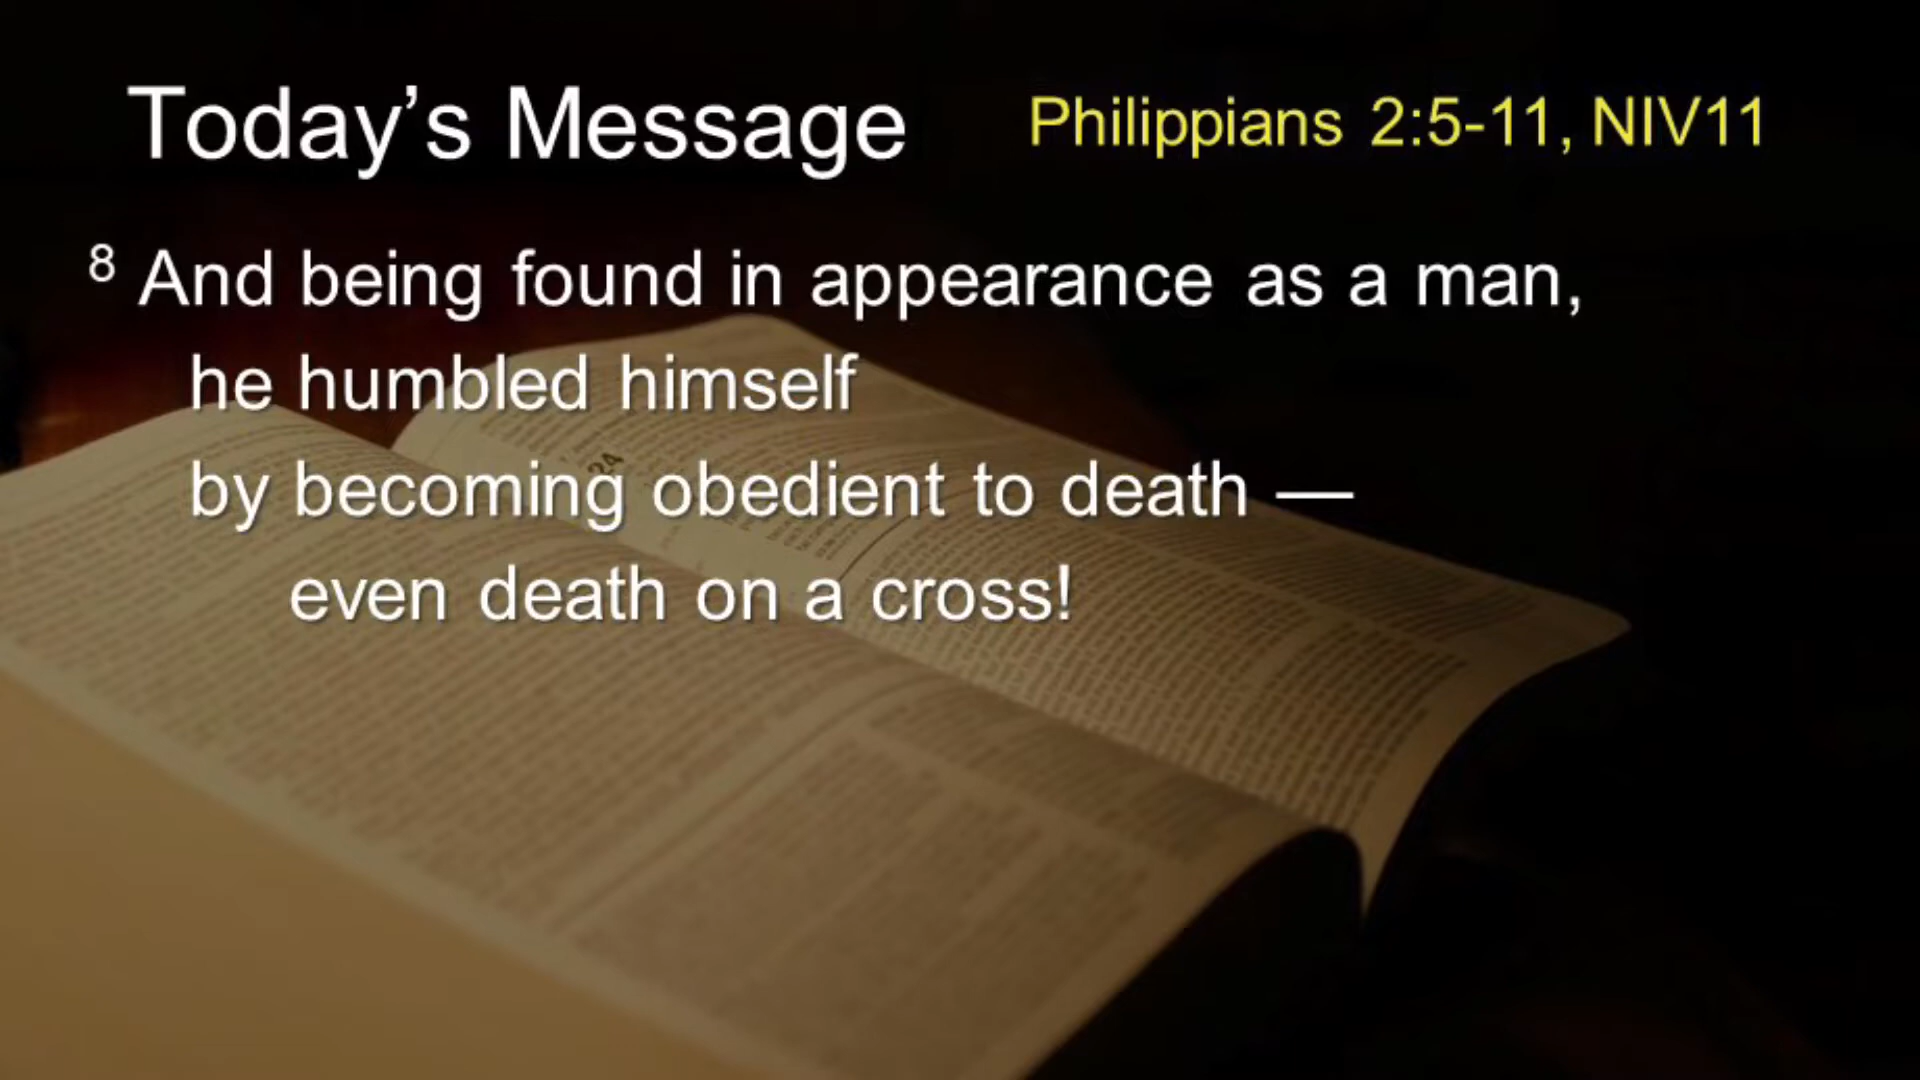 Today’s Message
Philippians 2:5-11, NIV11
8 And being found in appearance as a man,
he humbled himself
by becoming obedient to death —
even death on a cross!
24